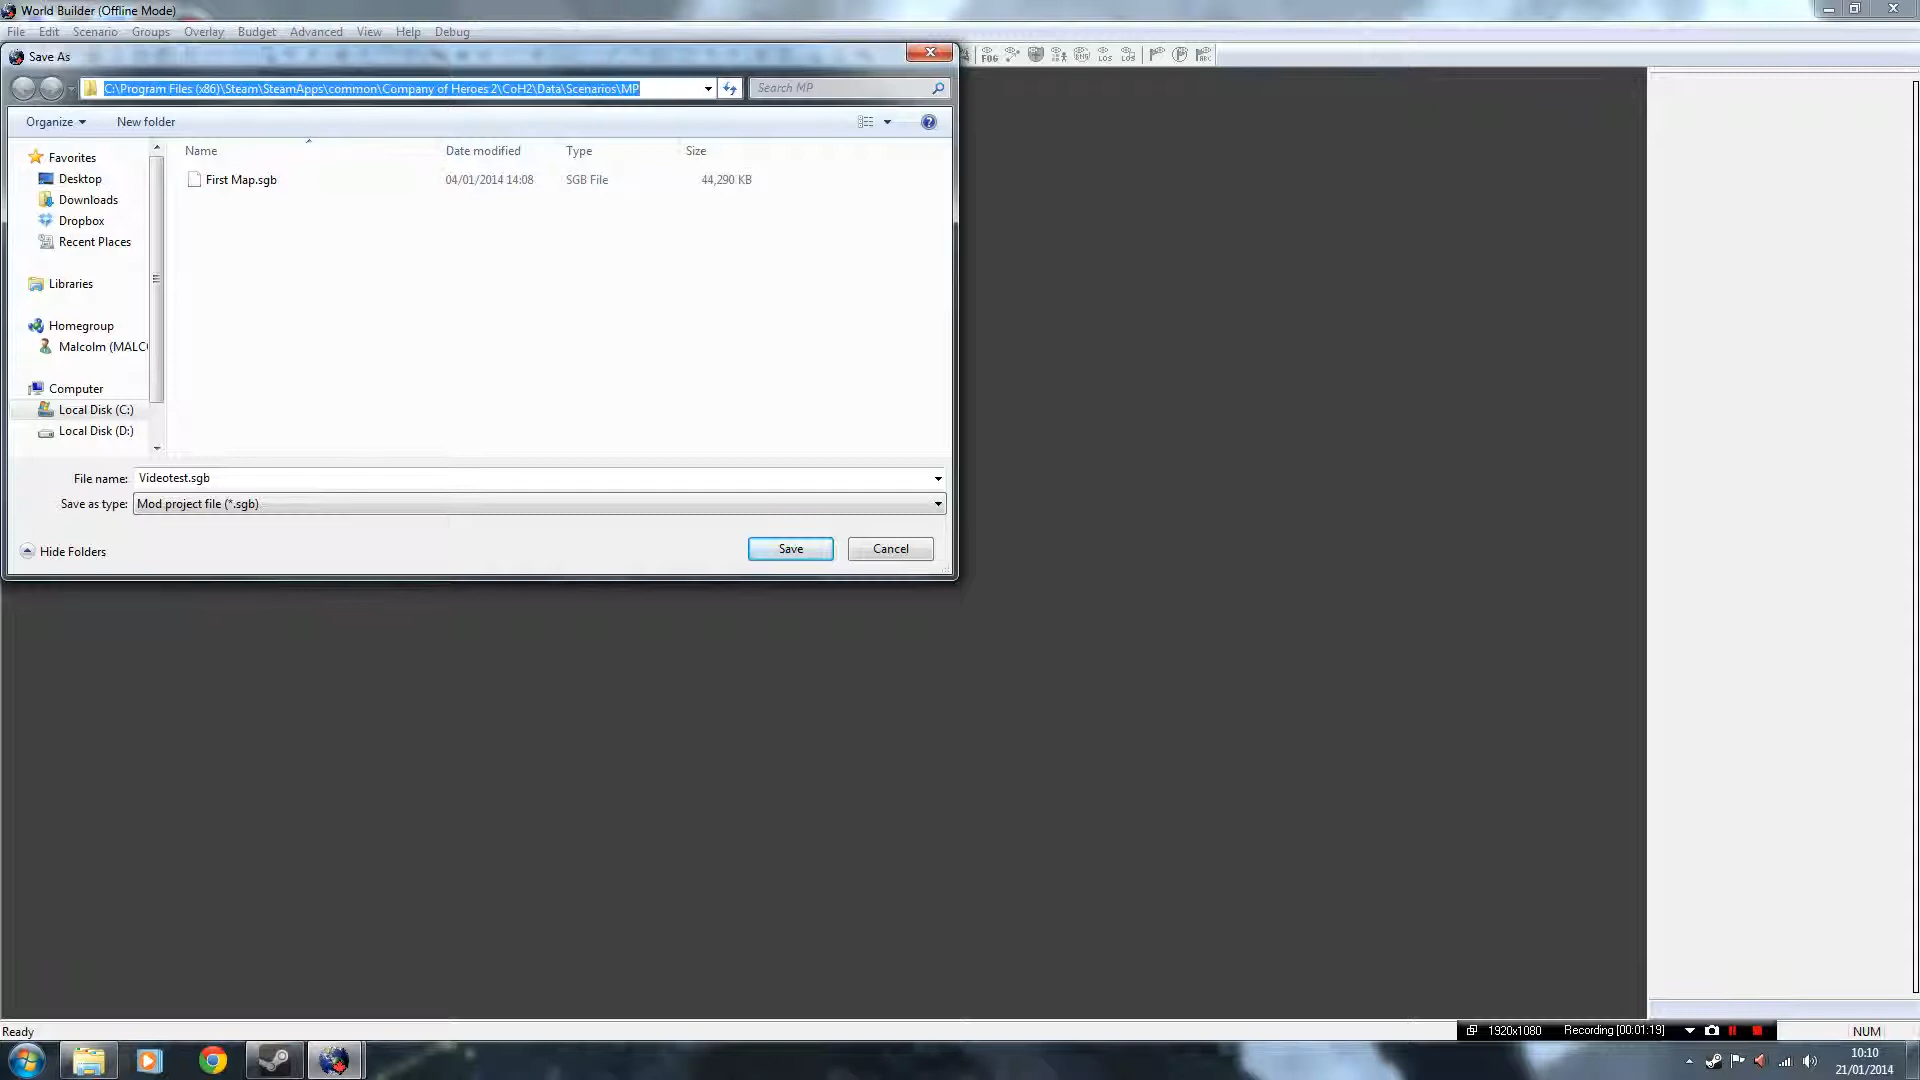 World Builder (Offline Mode)
File Edit Scenario Groups Overlay Budget Advanced View Help Debug
Save As
FOG LOS
C:\Program Files (x86)\Steam\SteamApps\common\Company of Heroes 2\CoH2\Data\Scenarios\MP
Search MP
Organize
New folder
Name Date modified Type Size
First Map.sgb 04/01/2014 14:08 SGB File 44,290 KB
Favorites
Desktop
Downloads
Dropbox
Recent Places
Libraries
Homegroup
Malcolm (MALC
Computer
Local Disk (C:)
Local Disk (D:)
File name: Videotest.sgb
Save as type: Mod project file (*.sgb)
Hide Folders
Save
Cancel
Ready
1920x1080 Recording [00:01:19]
NUM
10:10
21/01/2014